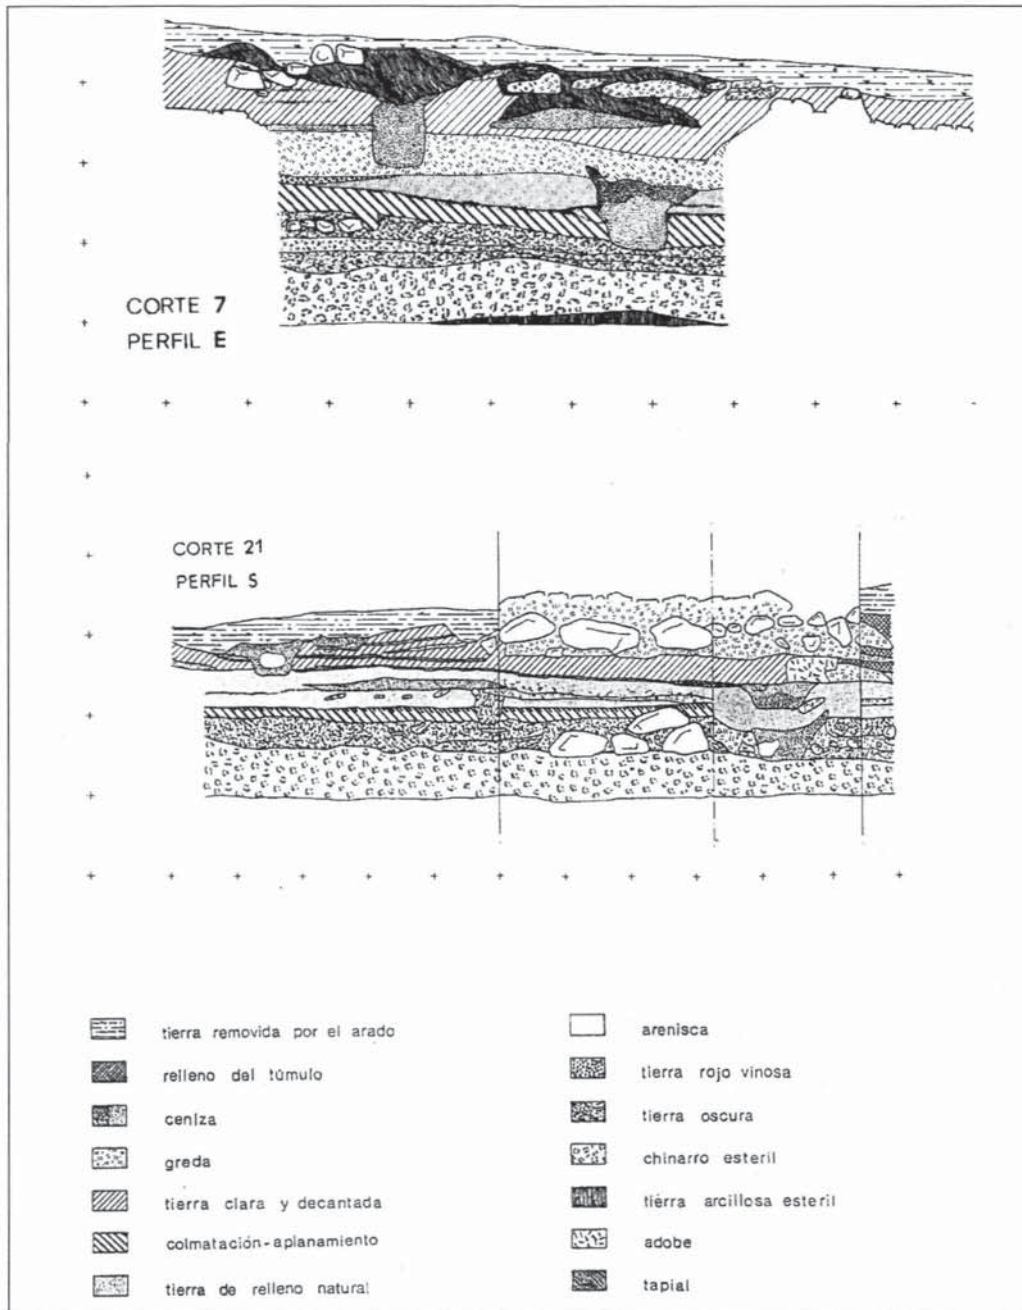 CORTE 7
PERFIL E
CORTE 21
PERFIL S
tierra removida por el arado
relleno del túmulo
ceniza
greda
tierra clara y decantada
colmatación-aplanamiento
tierra de relleno natural
arenisca
tierra rojo vinosa
tierra oscura
chinarro esteril
tierra arcillosa esteril
adobe
tapial